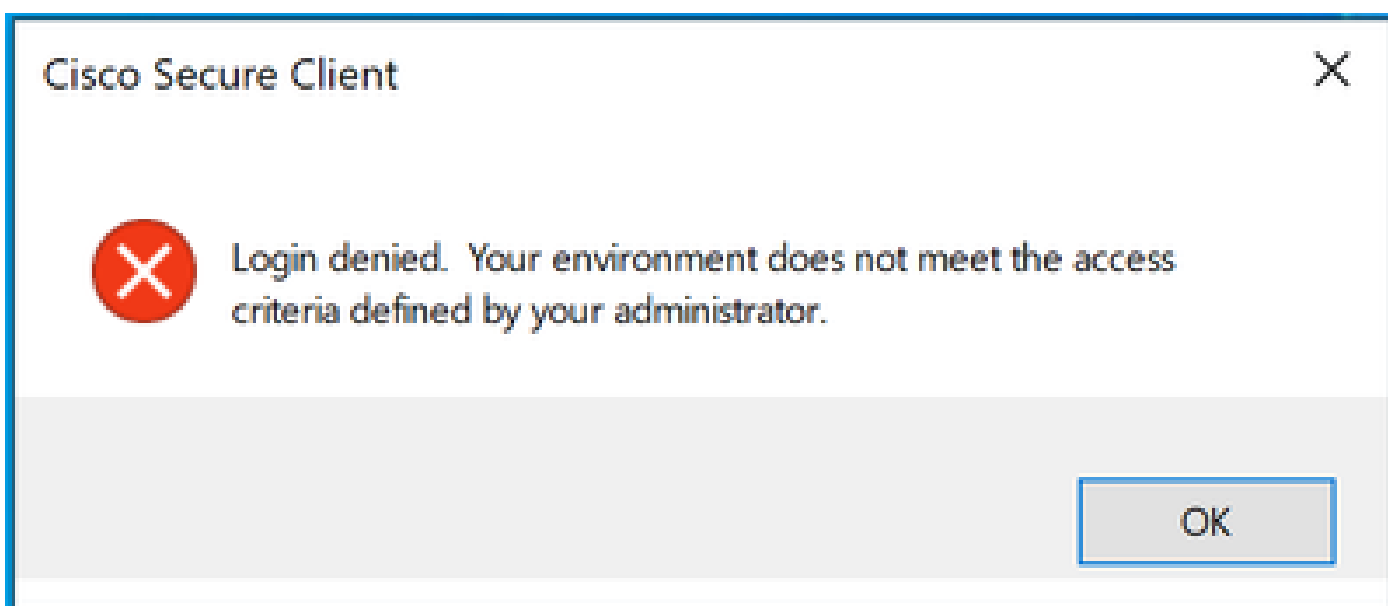 Cisco Secure Client
Login denied.  Your environment does not meet the access
criteria defined by your administrator.
OK